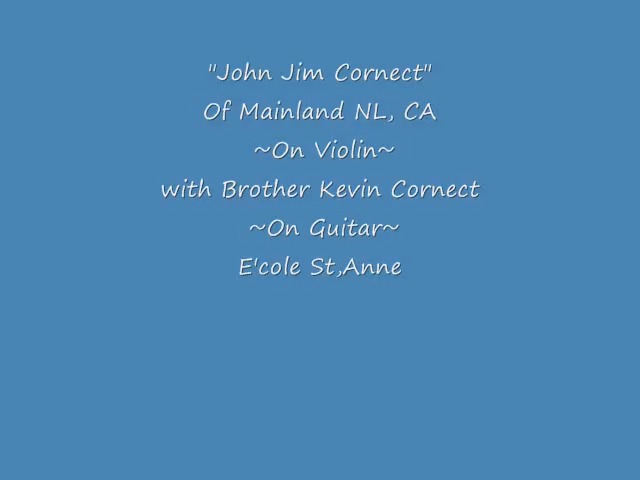 "John Jim Cornect"
Of Mainland NL, CA
~On Violin~
with Brother Kevin Cornect
~On Guitar~
E'cole St,Anne